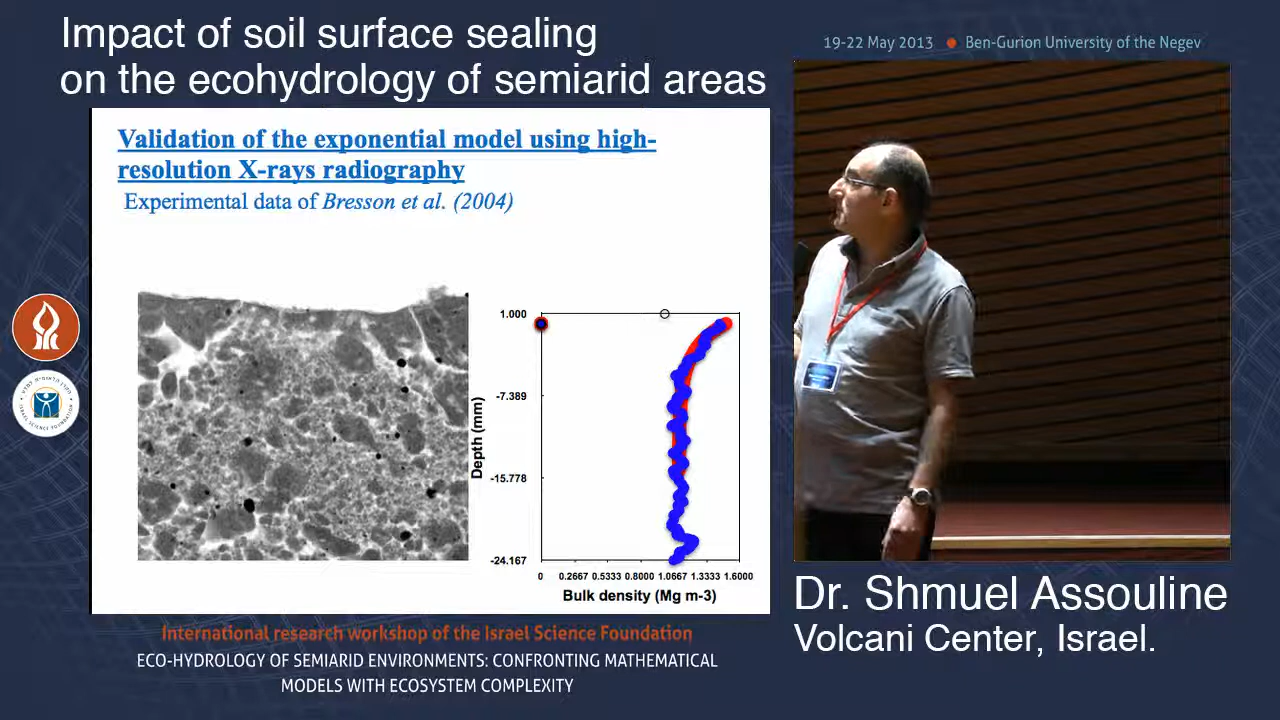 Impact of soil surface sealing
on the ecohydrology of semiarid areas
19-22 May 2013 ● Ben-Gurion University of the Negev
Validation of the exponential model using high-
resolution X-rays radiography
Experimental data of Bresson et al. (2004)
1.000
-7.389
-15.778
-24.167
Depth (mm)
0 0.2667 0.5333 0.8000 1.0667 1.3333 1.6000
Bulk density (Mg m-3)
Dr. Shmuel Assouline
Volcani Center, Israel.
International research workshop of the Israel Science Foundation
ECO-HYDROLOGY OF SEMIARID ENVIRONMENTS: CONFRONTING MATHEMATICAL
MODELS WITH ECOSYSTEM COMPLEXITY